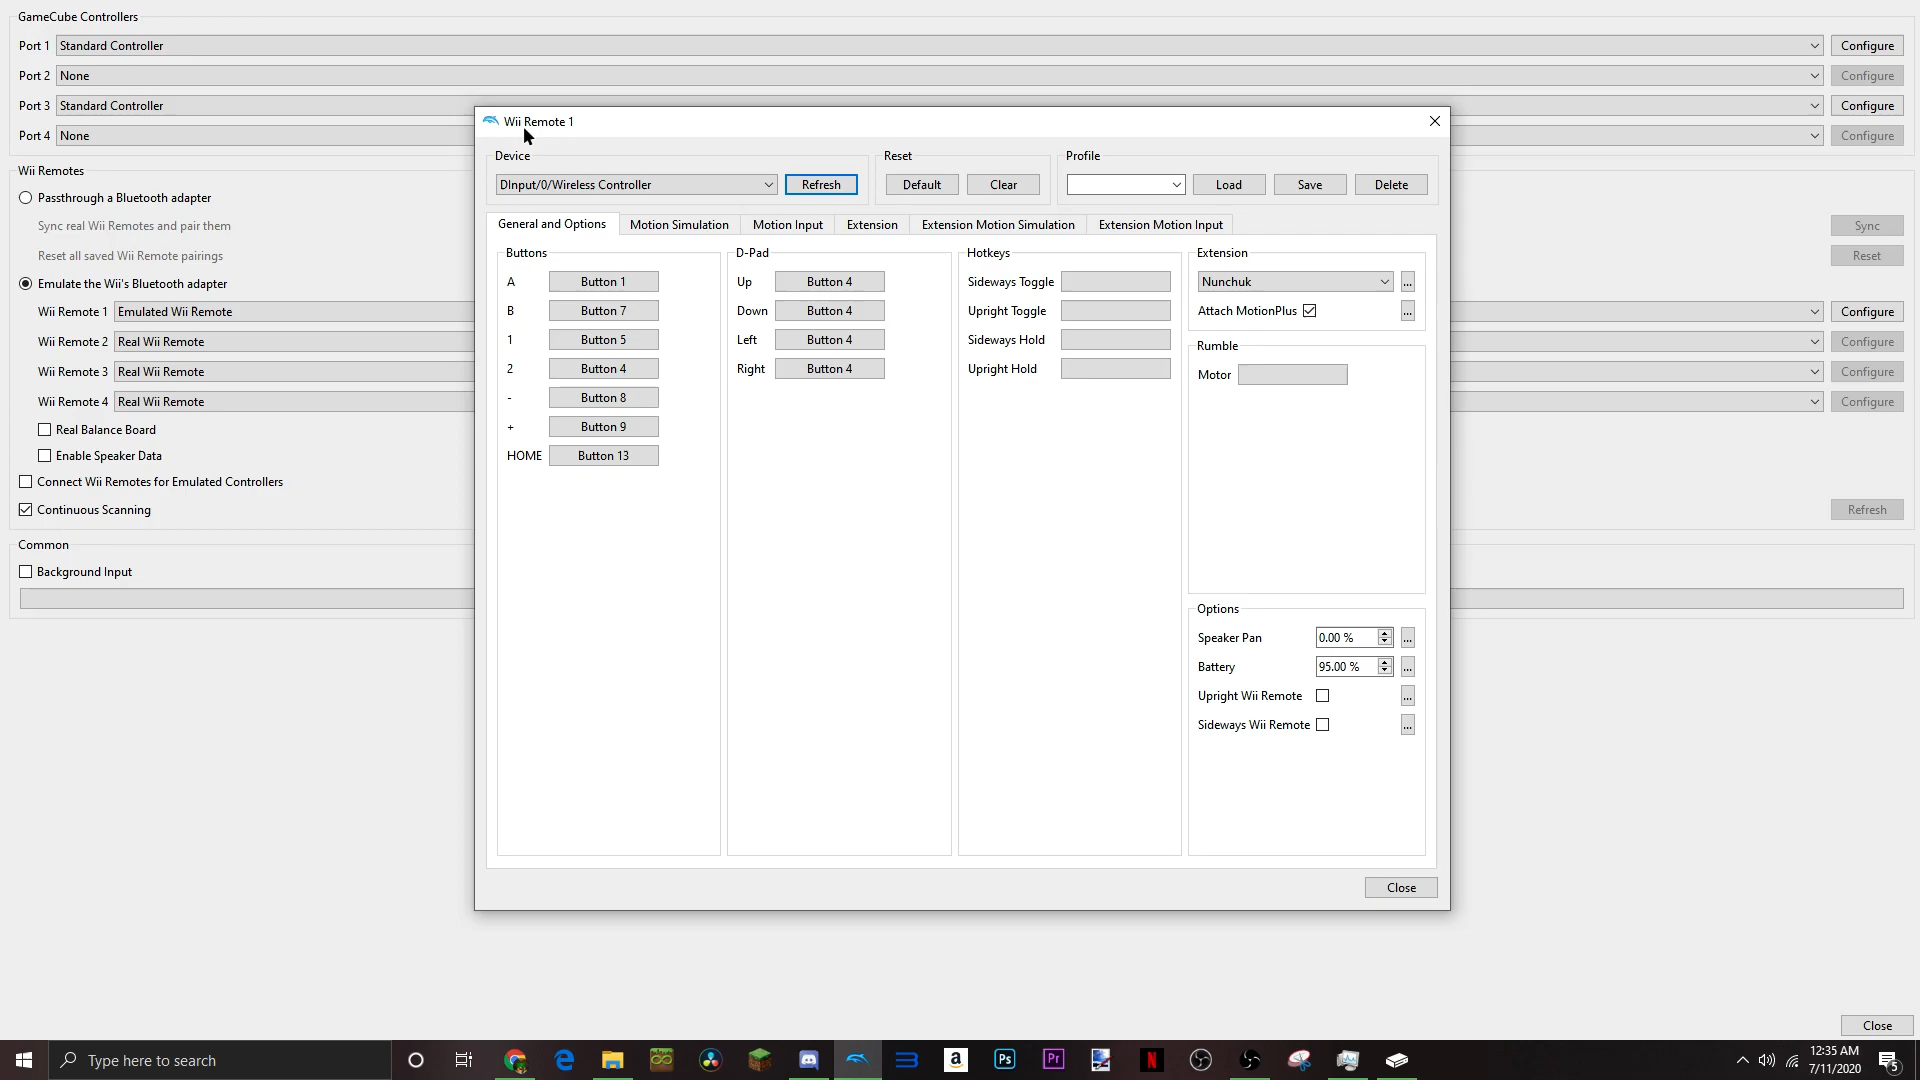 GameCube Controllers
Port 1 Standard Controller Configure
Port 2 None Configure
Port 3 Standard Controller Configure
Port 4 None Configure
Wii Remotes
Passthrough a Bluetooth adapter
Sync real Wii Remotes and pair them Sync
Reset all saved Wii Remote pairings Reset
Emulate the Wii's Bluetooth adapter
Wii Remote 1 Emulated Wii Remote Configure
Wii Remote 2 Real Wii Remote Configure
Wii Remote 3 Real Wii Remote Configure
Wii Remote 4 Real Wii Remote Configure
Real Balance Board
Enable Speaker Data
Connect Wii Remotes for Emulated Controllers
Continuous Scanning Refresh
Common
Background Input
Close
Wii Remote 1
Device Reset Profile
DInput/0/Wireless Controller Refresh Default Clear Load Save Delete
General and Options Motion Simulation Motion Input Extension Extension Motion Simulation Extension Motion Input
Buttons
A Button 1
B Button 7
1 Button 5
2 Button 4
- Button 8
+ Button 9
HOME Button 13
D-Pad
Up Button 4
Down Button 4
Left Button 4
Right Button 4
Hotkeys
Sideways Toggle
Upright Toggle
Sideways Hold
Upright Hold
Extension
Nunchuk ...
Attach MotionPlus ...
Rumble
Motor
Options
Speaker Pan 0.00 % ...
Battery 95.00 % ...
Upright Wii Remote ...
Sideways Wii Remote ...
Close
Type here to search
a
Ps
Pr
N
12:35 AM
7/11/2020
5